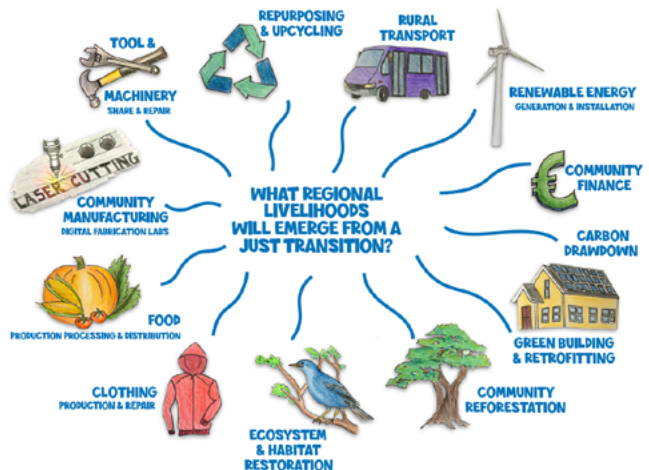 WHAT REGIONAL
LIVELIHOODS
WILL EMERGE FROM A
JUST TRANSITION?
TOOL &
MACHINERY
SHARE & REPAIR
REPURPOSING
& UPCYCLING
RURAL
TRANSPORT
RENEWABLE ENERGY
GENERATION & INSTALLATION
COMMUNITY
FINANCE
CARBON
DRAWDOWN
GREEN BUILDING
& RETROFITTING
COMMUNITY
REFORESTATION
ECOSYSTEM
& HABITAT
RESTORATION
CLOTHING
PRODUCTION & REPAIR
FOOD
PRODUCTION PROCESSING & DISTRIBUTION
LASER CUTTING
COMMUNITY
MANUFACTURING
DIGITAL FABRICATION LABS